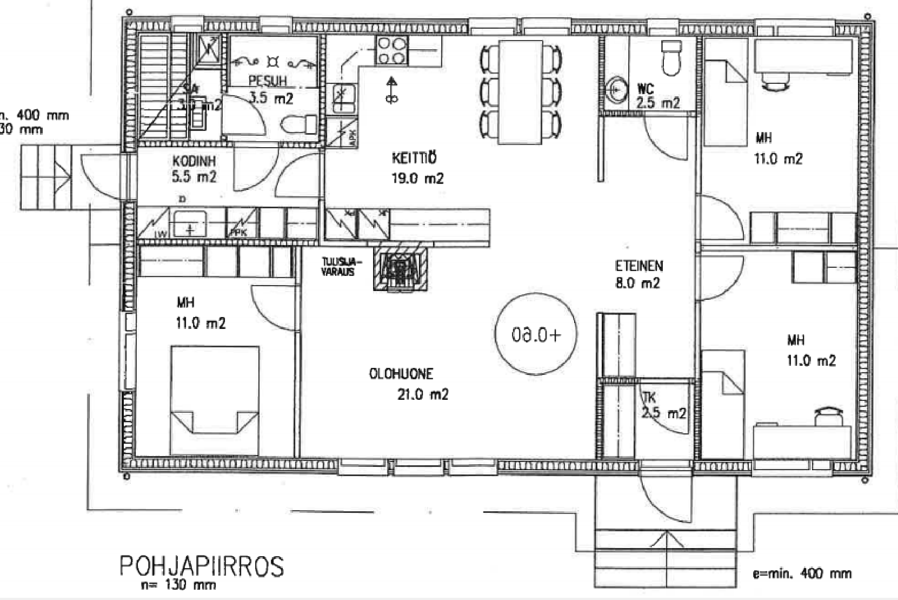 n. 400 mm
30 mm
SA
3.0 m2
PESUH
3.5 m2
WC
2.5 m2
MH
11.0 m2
APK
KODINH
5.5 m2
KEITTIÖ
19.0 m2
LW
PPK
TULISIJA-
VARAUS
ETEINEN
8.0 m2
MH
11.0 m2
+0.60
MH
11.0 m2
OLOHUONE
21.0 m2
TK
2.5 m2
POHJAPIIRROS
n= 130 mm
e=min. 400 mm